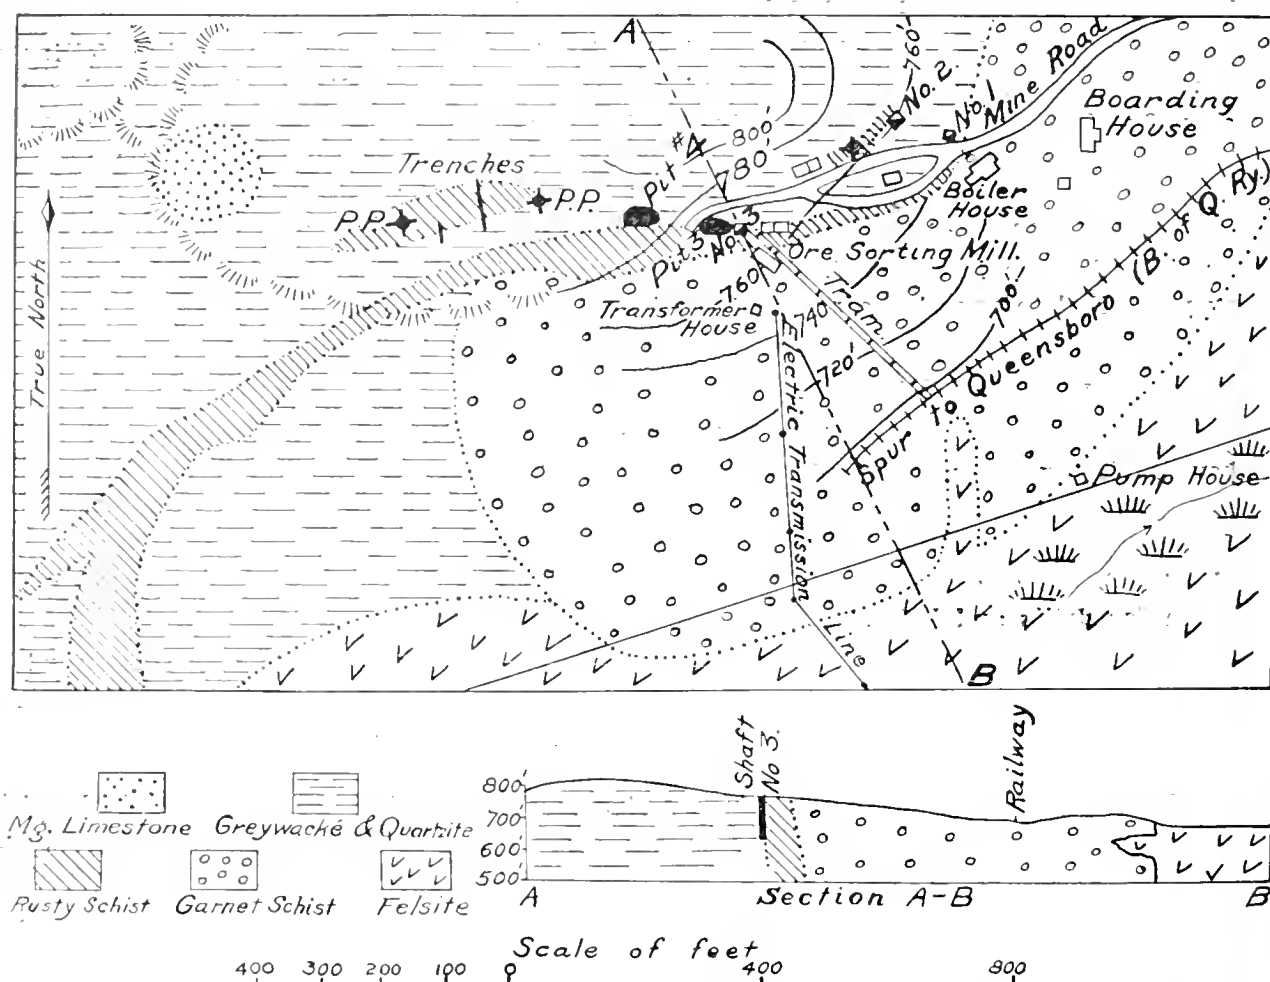 A
760'
No. 2
No. 1
Mine Road
Boarding
House
800'
780'
Pit #4
Trenches
P.P.
P.P.
Boiler
House
Pit 5
No. 3
Ore Sorting Mill.
Spur to Queensboro (B. of Q. Ry.)
True North
760
Transformer
House
740'
Tram
700'
720'
Electric Transmission
Line
Pump House
B
Shaft
No 3.
Railway
800'
700'
600'
500'
A
Section A-B
B
Mg. Limestone
Greywacké & Quartzite
Rusty Schist
Garnet Schist
Felsite
Scale of feet
400 300 200 100 0 400 800